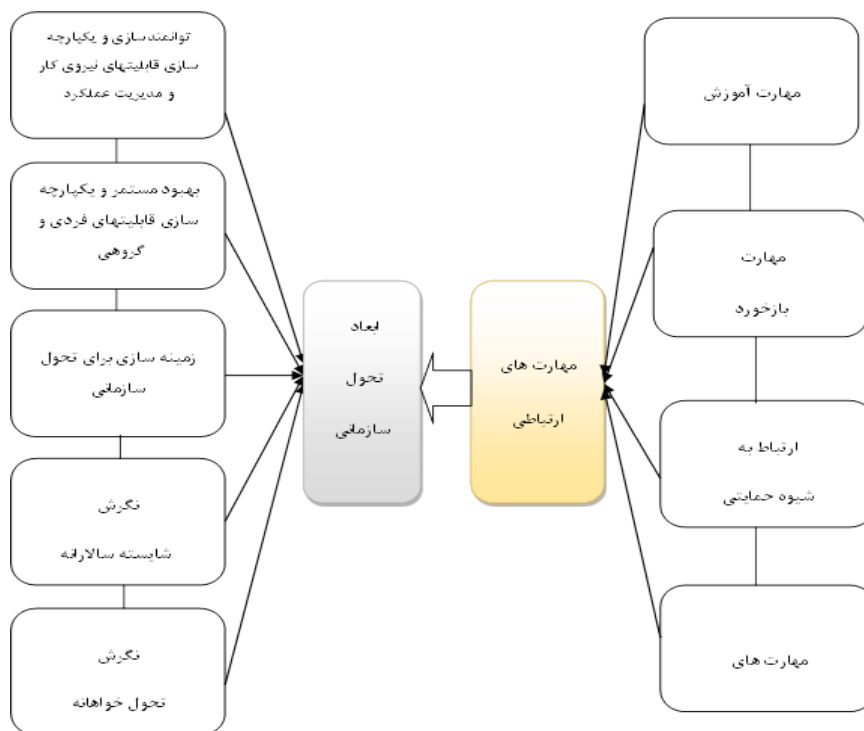 مهارت آموزش
مهارت
بازخورد
ارتباط به
شیوه حمایتی
مهارت های
مهارت های
ارتباطی
ابعاد
تحول
سازمانی
توانمندسازی و یکپارچه
سازی قابلیتهای نیروی کار
و مدیریت عملکرد
بهبود مستمر و یکپارچه
سازی قابلیتهای فردی و
گروهی
زمینه سازی برای تحول
سازمانی
نگرش
شایسته سالارانه
نگرش
تحول خواهانه